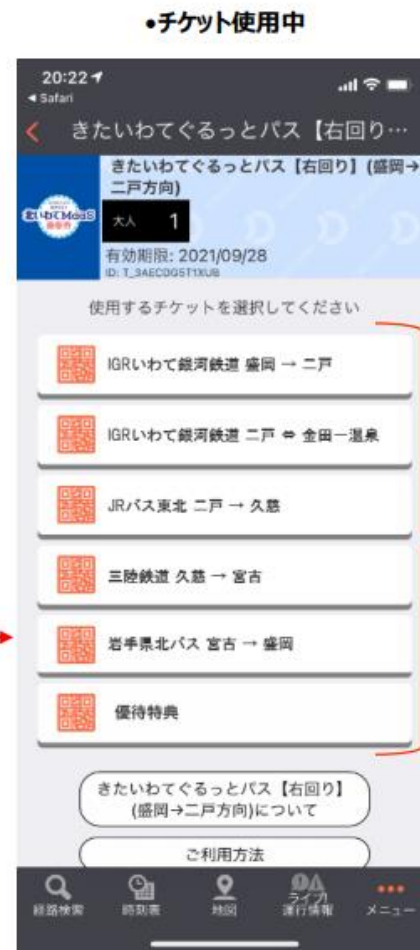 •チケット使用中
20:22
◀ Safari
きたいわてぐるっとパス【右回り…
きたいわてぐるっとパス【右回り】(盛岡→
二戸方向)
大人 1
有効期限: 2021/09/28
ID: T_3AECDG5T1XUB
使用するチケットを選択してください
IGRいわて銀河鉄道 盛岡 → 二戸
IGRいわて銀河鉄道 二戸 ⇔ 金田一温泉
JRバス東北 二戸 → 久慈
三陸鉄道 久慈 → 宮古
岩手県北バス 宮古 → 盛岡
優待特典
きたいわてぐるっとパス【右回り】
(盛岡→二戸方向)について
ご利用方法
経路検索
時刻表
地図
ライブ!
運行情報
メニュー